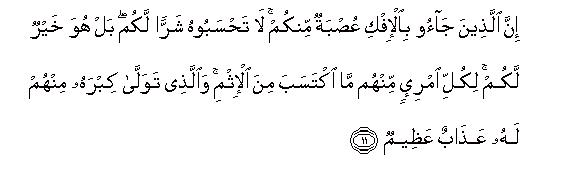 إِنَّ ٱلَّذِينَ جَآءُو بِٱلْإِفْكِ عُصْبَةٌ مِّنكُمْ ۚ لَا تَحْسَبُوهُ شَرًّا لَّكُم ۖ بَلْ هُوَ خَيْرٌ
لَّكُمْ ۚ لِكُلِّ ٱمْرِئٍ مِّنْهُم مَّا ٱكْتَسَبَ مِنَ ٱلْإِثْمِ ۚ وَٱلَّذِى تَوَلَّىٰ كِبْرَهُۥ مِنْهُمْ
لَهُۥ عَذَابٌ عَظِيمٌ ١١